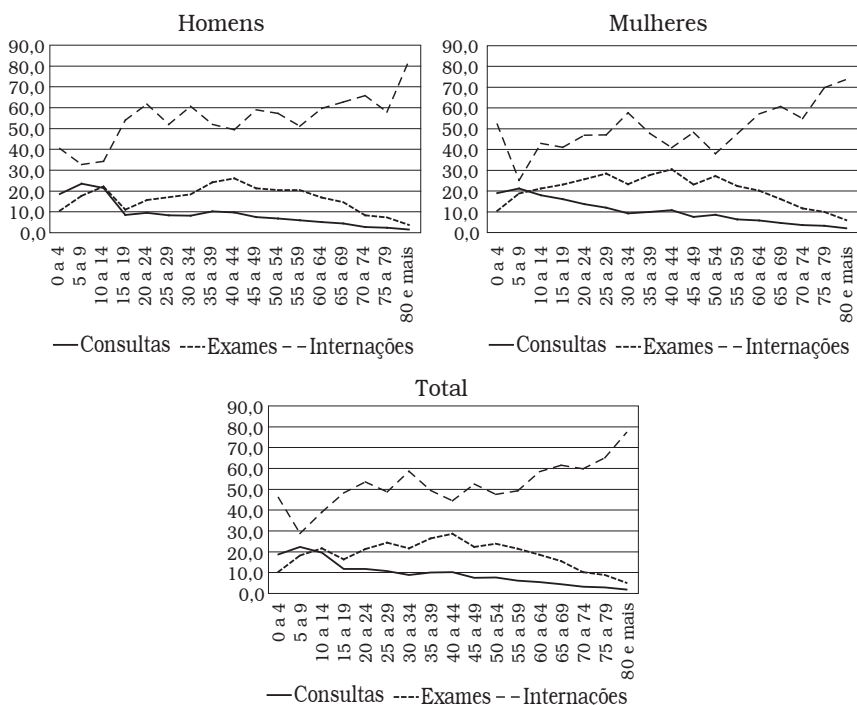 Homens
90,0
80,0
70,0
60,0
50,0
40,0
30,0
20,0
10,0
0,0
0 a 4
5 a 9
10 a 14
15 a 19
20 a 24
25 a 29
30 a 34
35 a 39
40 a 44
45 a 49
50 a 54
55 a 59
60 a 64
65 a 69
70 a 74
75 a 79
80 e mais
Consultas Exames Internações
Mulheres
90,0
80,0
70,0
60,0
50,0
40,0
30,0
20,0
10,0
0,0
0 a 4
5 a 9
10 a 14
15 a 19
20 a 24
25 a 29
30 a 34
35 a 39
40 a 44
45 a 49
50 a 54
55 a 59
60 a 64
65 a 69
70 a 74
75 a 79
80 e mais
Consultas Exames Internações
Total
90,0
80,0
70,0
60,0
50,0
40,0
30,0
20,0
10,0
0,0
0 a 4
5 a 9
10 a 14
15 a 19
20 a 24
25 a 29
30 a 34
35 a 39
40 a 44
45 a 49
50 a 54
55 a 59
60 a 64
65 a 69
70 a 74
75 a 79
80 e mais
Consultas Exames Internações